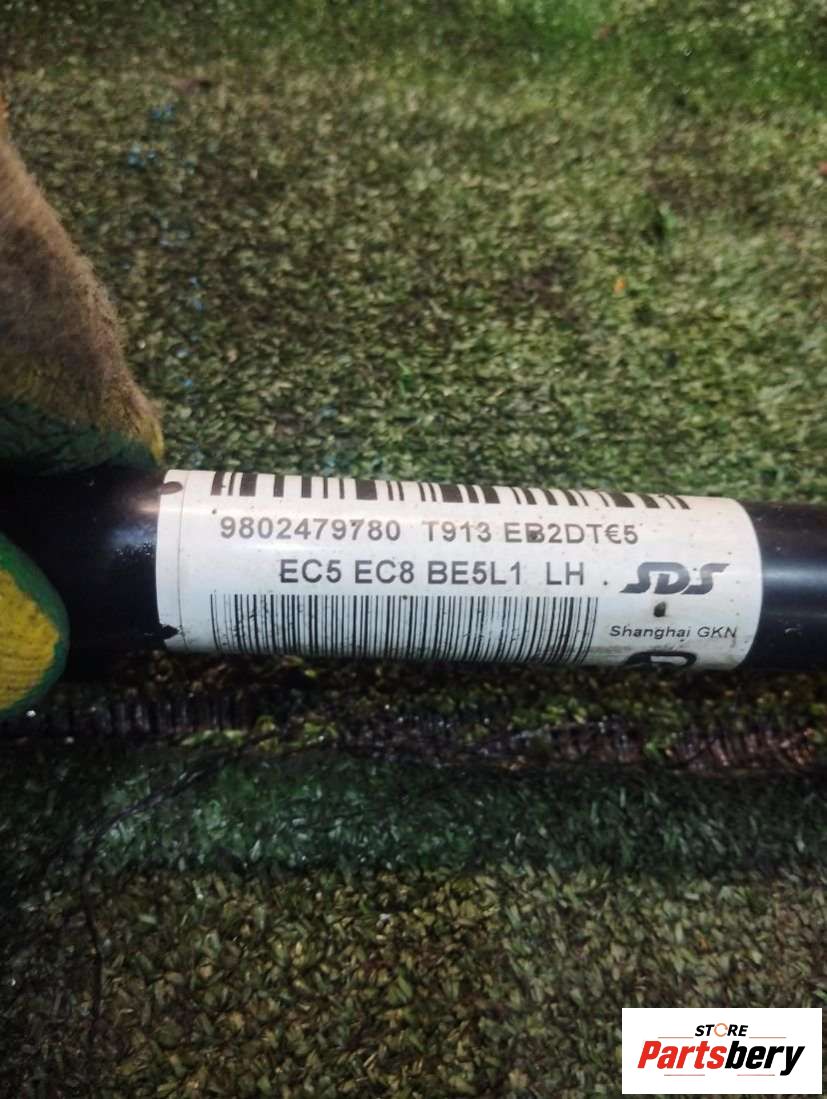 9802479780 T913 EB2DT€5
EC5 EC8 BE5L1 LH . SDS
Shanghai GKN
STORE
Partsbery